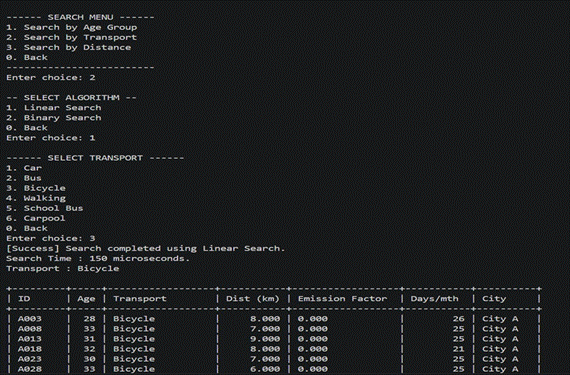 ------ SEARCH MENU ------
1. Search by Age Group
2. Search by Transport
3. Search by Distance
0. Back
-------------------------
Enter choice: 2
-- SELECT ALGORITHM --
1. Linear Search
2. Binary Search
0. Back
Enter choice: 1
------ SELECT TRANSPORT ------
1. Car
2. Bus
3. Bicycle
4. Walking
5. School Bus
6. Carpool
0. Back
Enter choice: 3
[Success] Search completed using Linear Search.
Search Time : 150 microseconds.
Transport : Bicycle
| ID | Age | Transport | Dist (km) | Emission Factor | Days/mth | City |
| A003 | 28 | Bicycle | 8.000 | 0.000 | 26 | City A |
| A008 | 33 | Bicycle | 7.000 | 0.000 | 25 | City A |
| A013 | 31 | Bicycle | 9.000 | 0.000 | 25 | City A |
| A018 | 32 | Bicycle | 8.000 | 0.000 | 21 | City A |
| A023 | 30 | Bicycle | 7.000 | 0.000 | 25 | City A |
| A028 | 33 | Bicycle | 6.000 | 0.000 | 25 | City A |